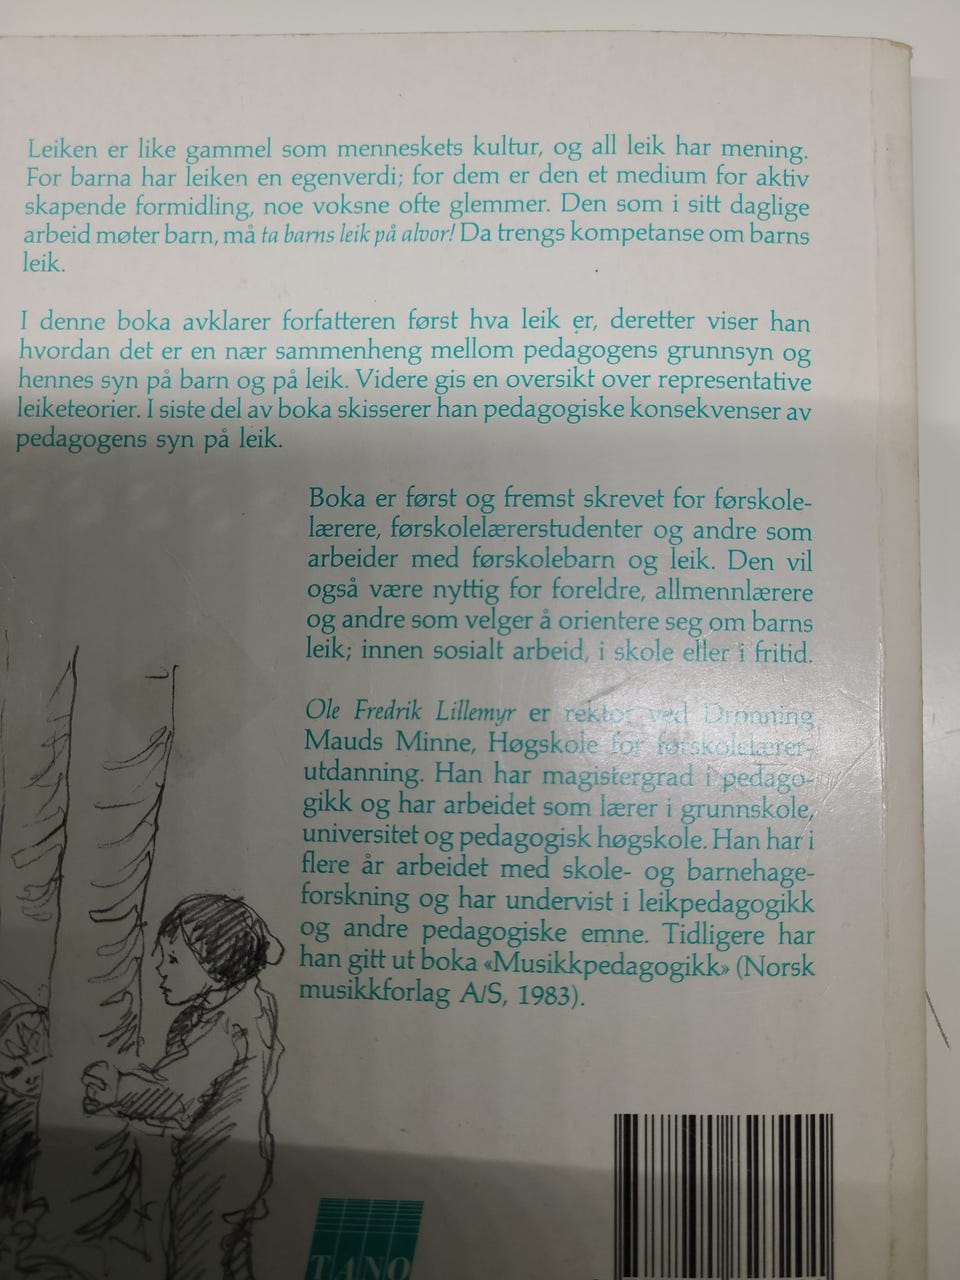 Leiken er like gammel som menneskets kultur, og all leik har mening.
For barna har leiken en egenverdi; for dem er den et medium for aktiv
skapende formidling, noe voksne ofte glemmer. Den som i sitt daglige
arbeid møter barn, må ta barns leik på alvor! Da trengs kompetanse om barns
leik.
I denne boka avklarer forfatteren først hva leik er, deretter viser han
hvordan det er en nær sammenheng mellom pedagogens grunnsyn og
hennes syn på barn og på leik. Videre gis en oversikt over representative
leiketeorier. I siste del av boka skisserer han pedagogiske konsekvenser av
pedagogens syn på leik.
Boka er først og fremst skrevet for førskole-
lærere, førskolelærerstudenter og andre som
arbeider med førskolebarn og leik. Den vil
også være nyttig for foreldre, allmennlærere
og andre som velger å orientere seg om barns
leik; innen sosialt arbeid, i skole eller i fritid.
Ole Fredrik Lillemyr er rektor ved Dronning
Mauds Minne, Høgskole for førskolelærer-
utdanning. Han har magistergrad i pedago-
gikk og har arbeidet som lærer i grunnskole,
universitet og pedagogisk høgskole. Han har i
flere år arbeidet med skole- og barnehage-
forskning og har undervist i leikpedagogikk
og andre pedagogiske emne. Tidligere har
han gitt ut boka «Musikkpedagogikk» (Norsk
musikkforlag A/S, 1983).
TANO